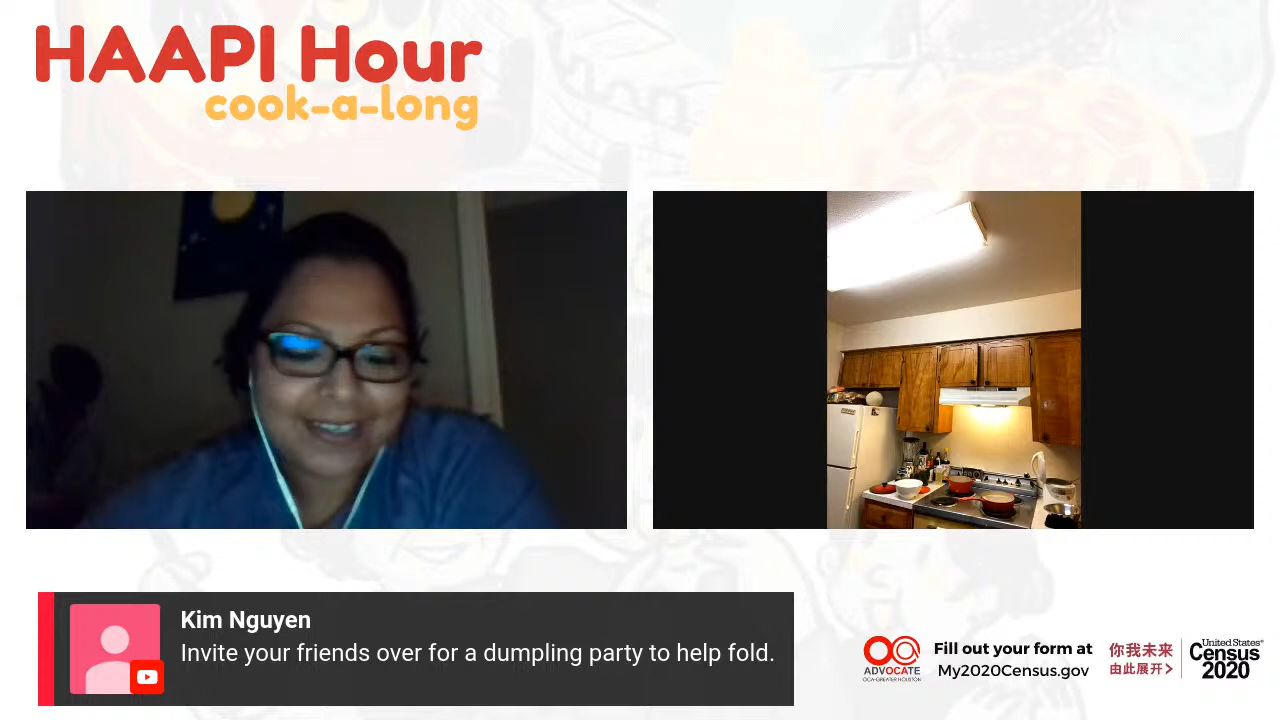 HAAPI Hour
cook-a-long
Kim Nguyen
Invite your friends over for a dumpling party to help fold.
ADVOCATE
OCA-GREATER HOUSTON
Fill out your form at
My2020Census.gov
你我未来
由此展开>
United States®
Census
2020